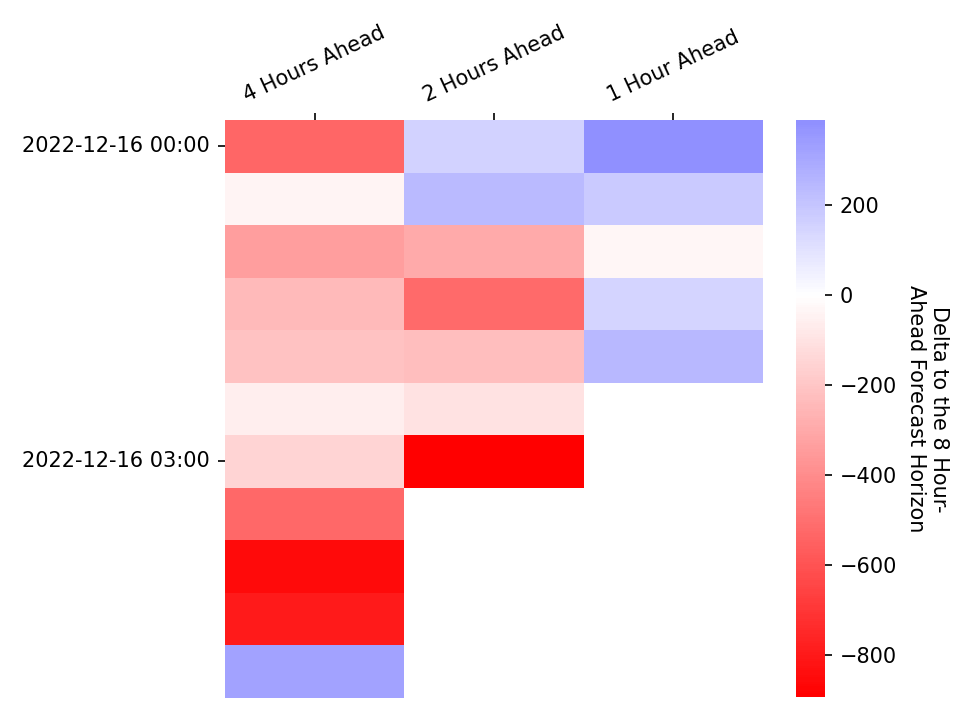 4 Hours Ahead
2 Hours Ahead
1 Hour Ahead
2022-12-16 00:00
2022-12-16 03:00
200
0
−200
−400
−600
−800
Delta to the 8 Hour-
Ahead Forecast Horizon